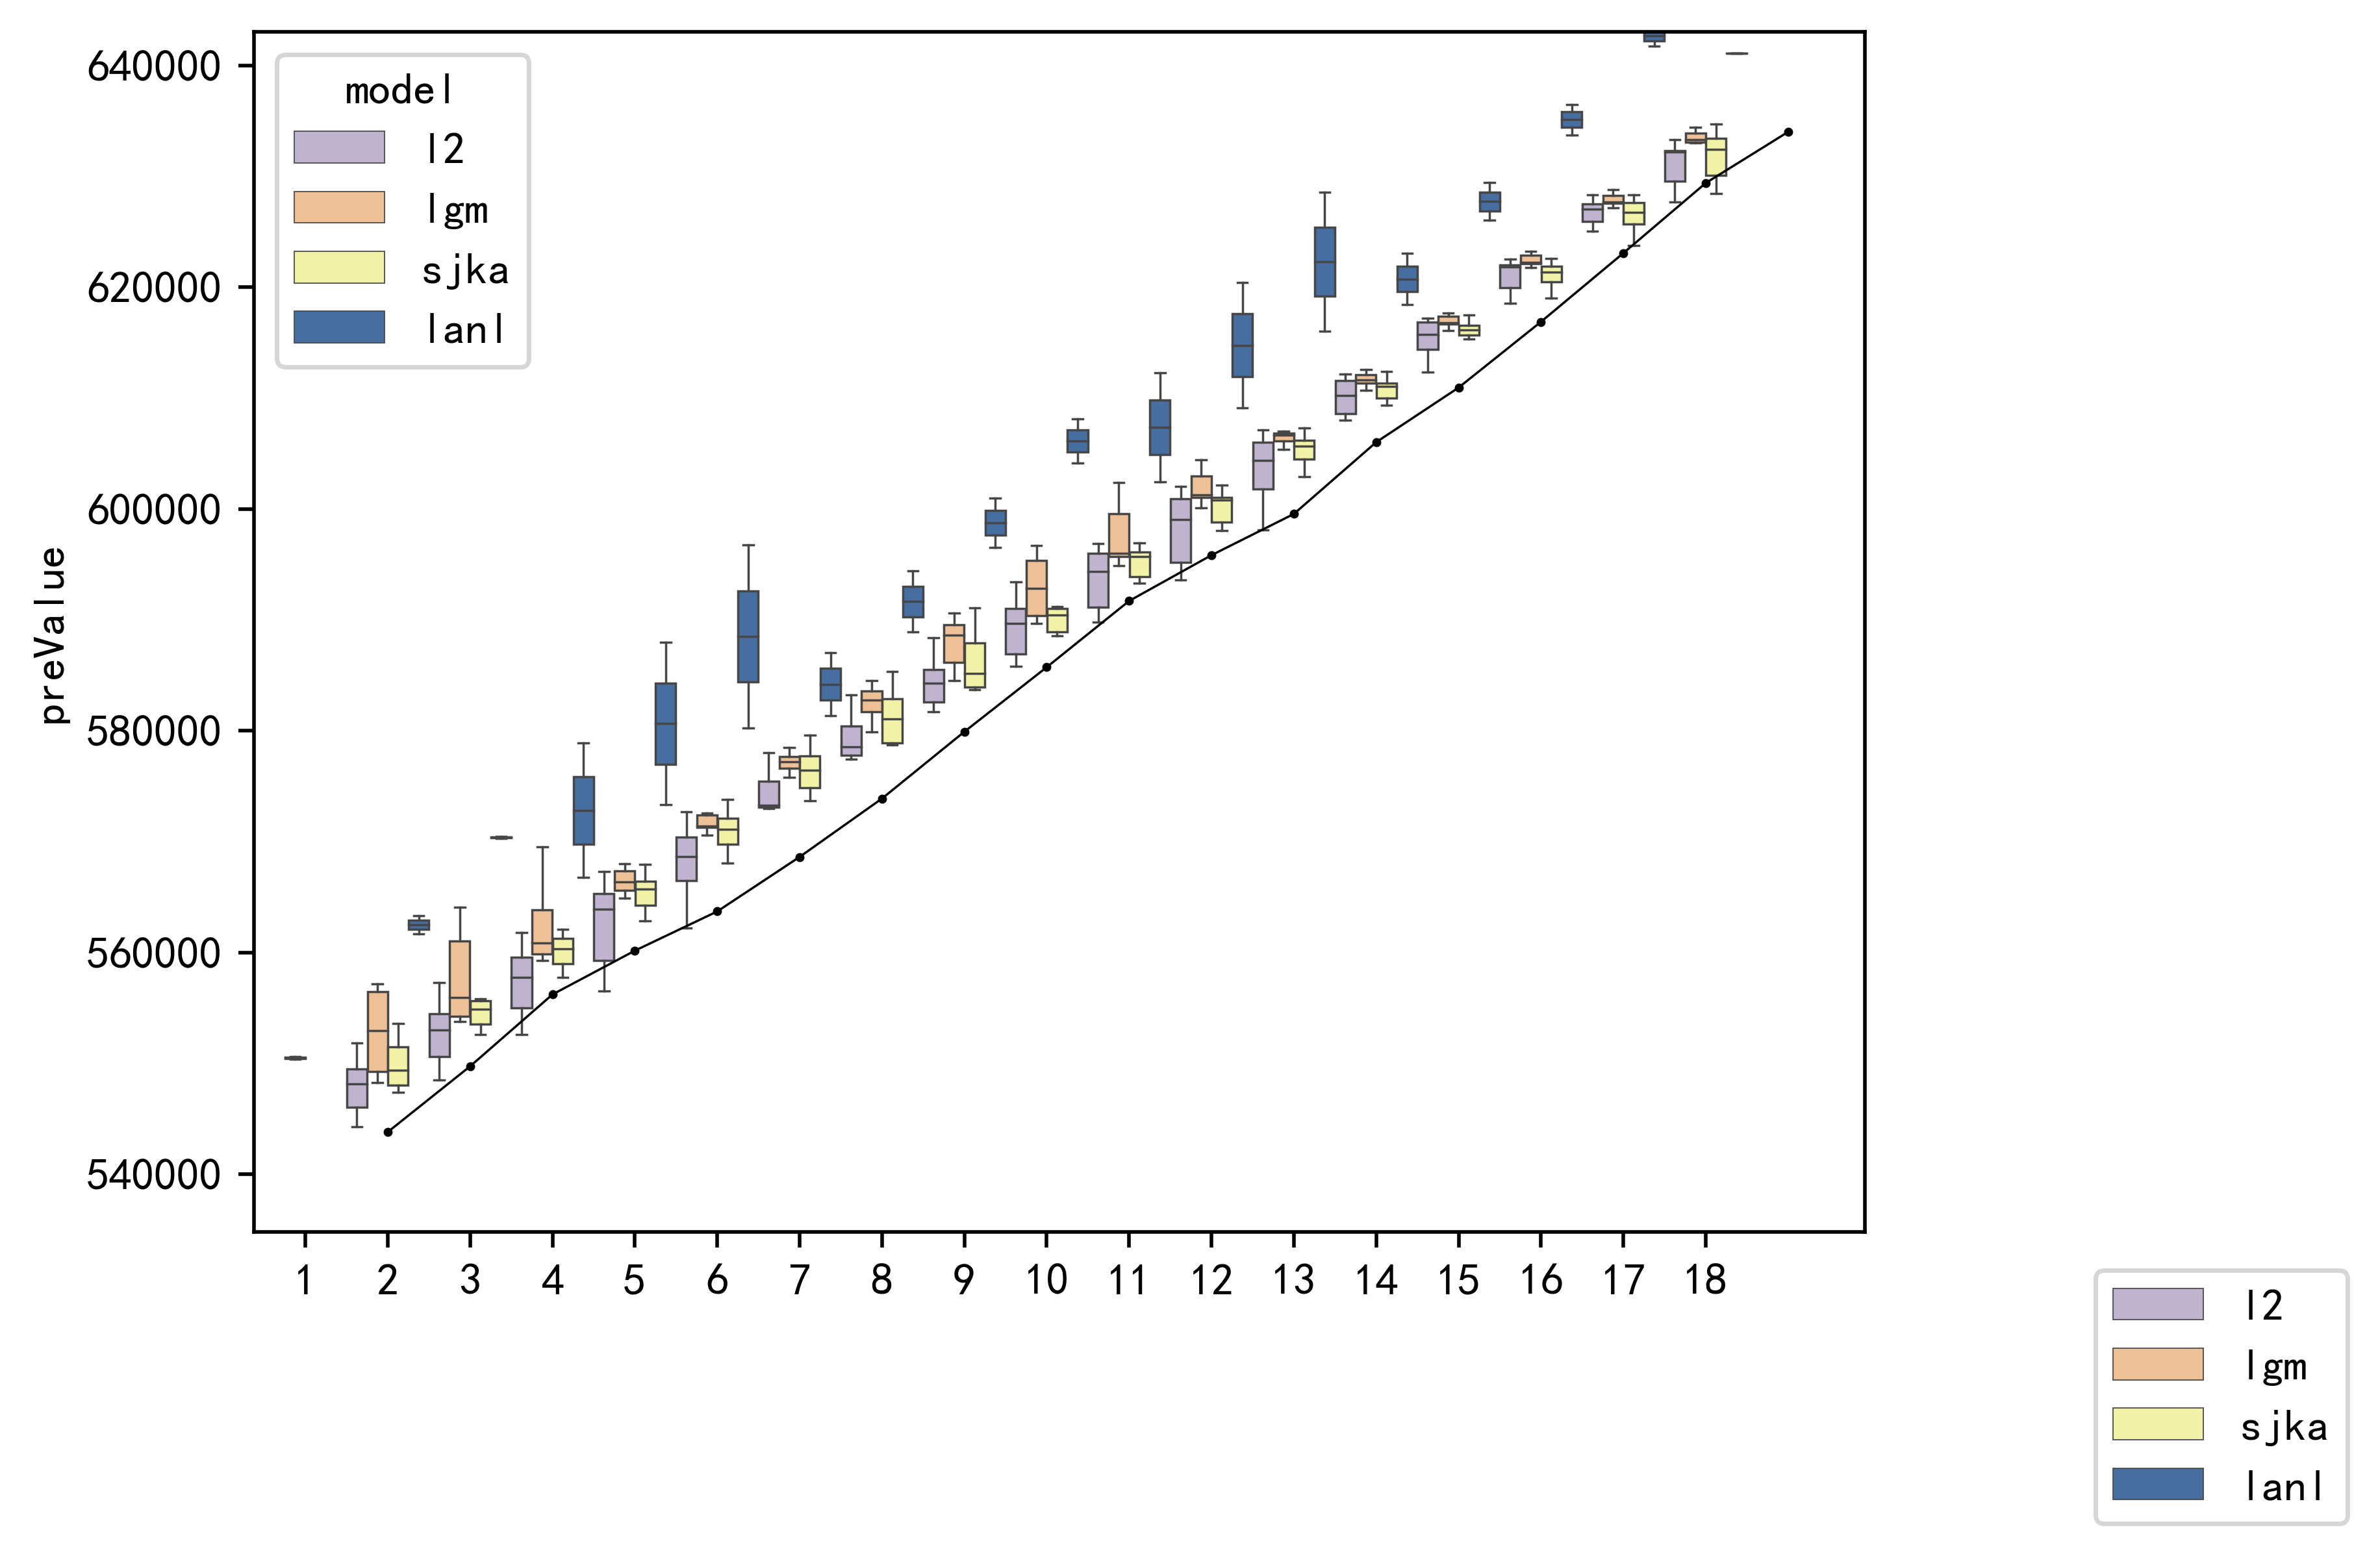 model
l2
lgm
sjka
lanl
preValue
640000
620000
600000
580000
560000
540000
1 2 3 4 5 6 7 8 9 10 11 12 13 14 15 16 17 18
l2
lgm
sjka
lanl